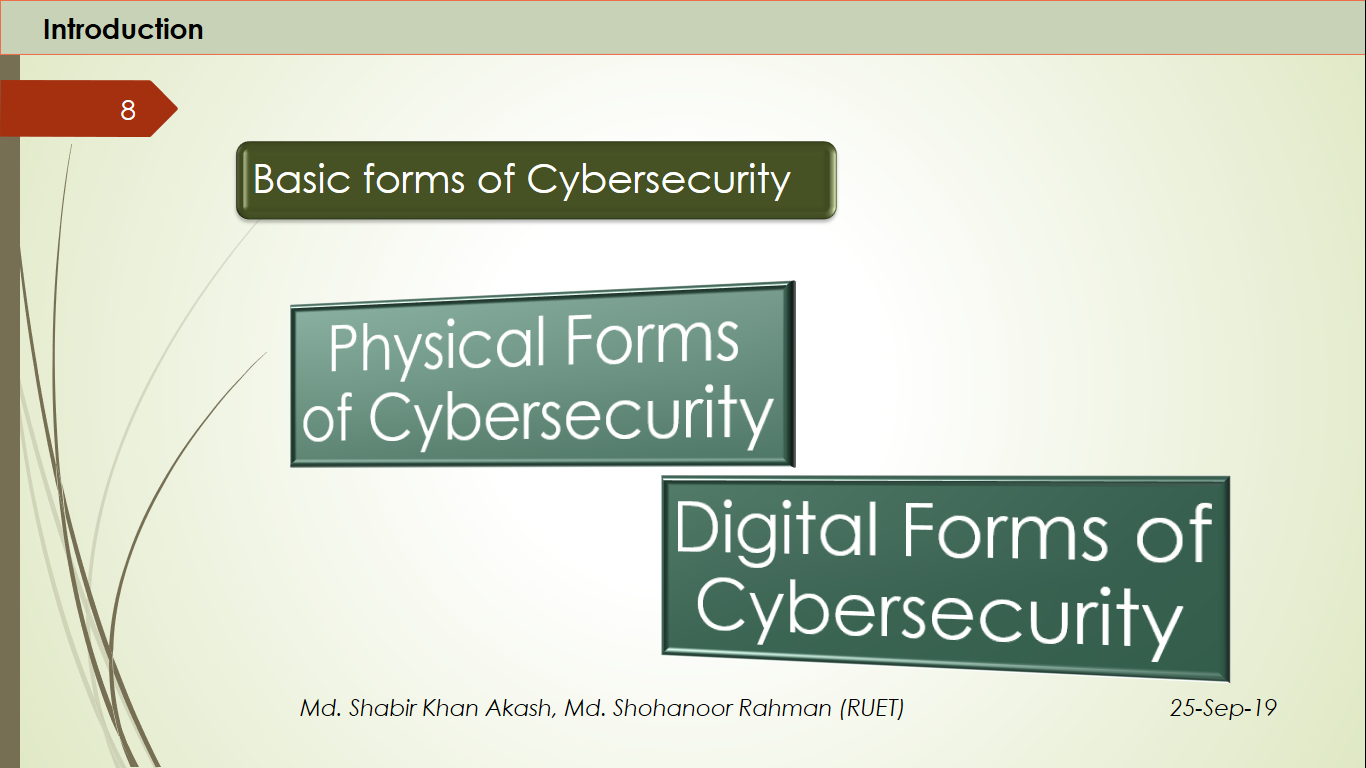 Introduction
8
Basic forms of Cybersecurity
Physical Forms
of Cybersecurity
Digital Forms of
Cybersecurity
Md. Shabir Khan Akash, Md. Shohanoor Rahman (RUET)
25-Sep-19